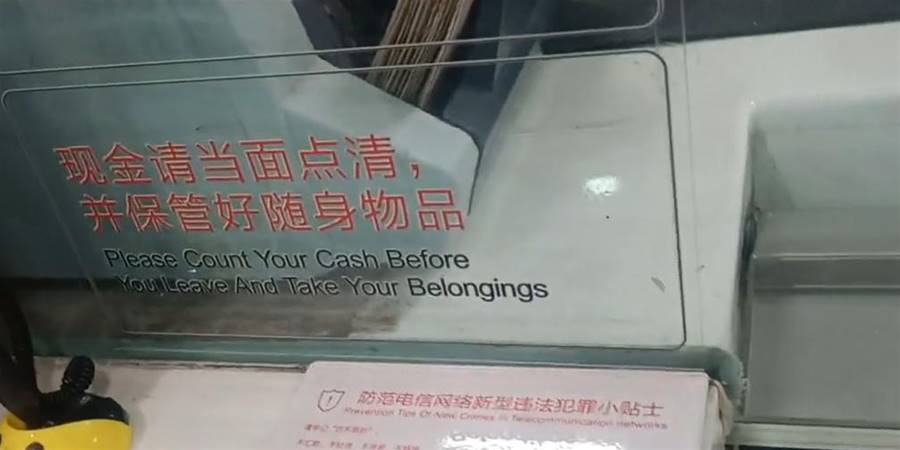 现金请当面点清，
并保管好随身物品
Please Count Your Cash Before
You Leave And Take Your Belongings
防范电信网络新型违法犯罪小贴士
Prevention Tips Of New Crimes In Telecommunication networks